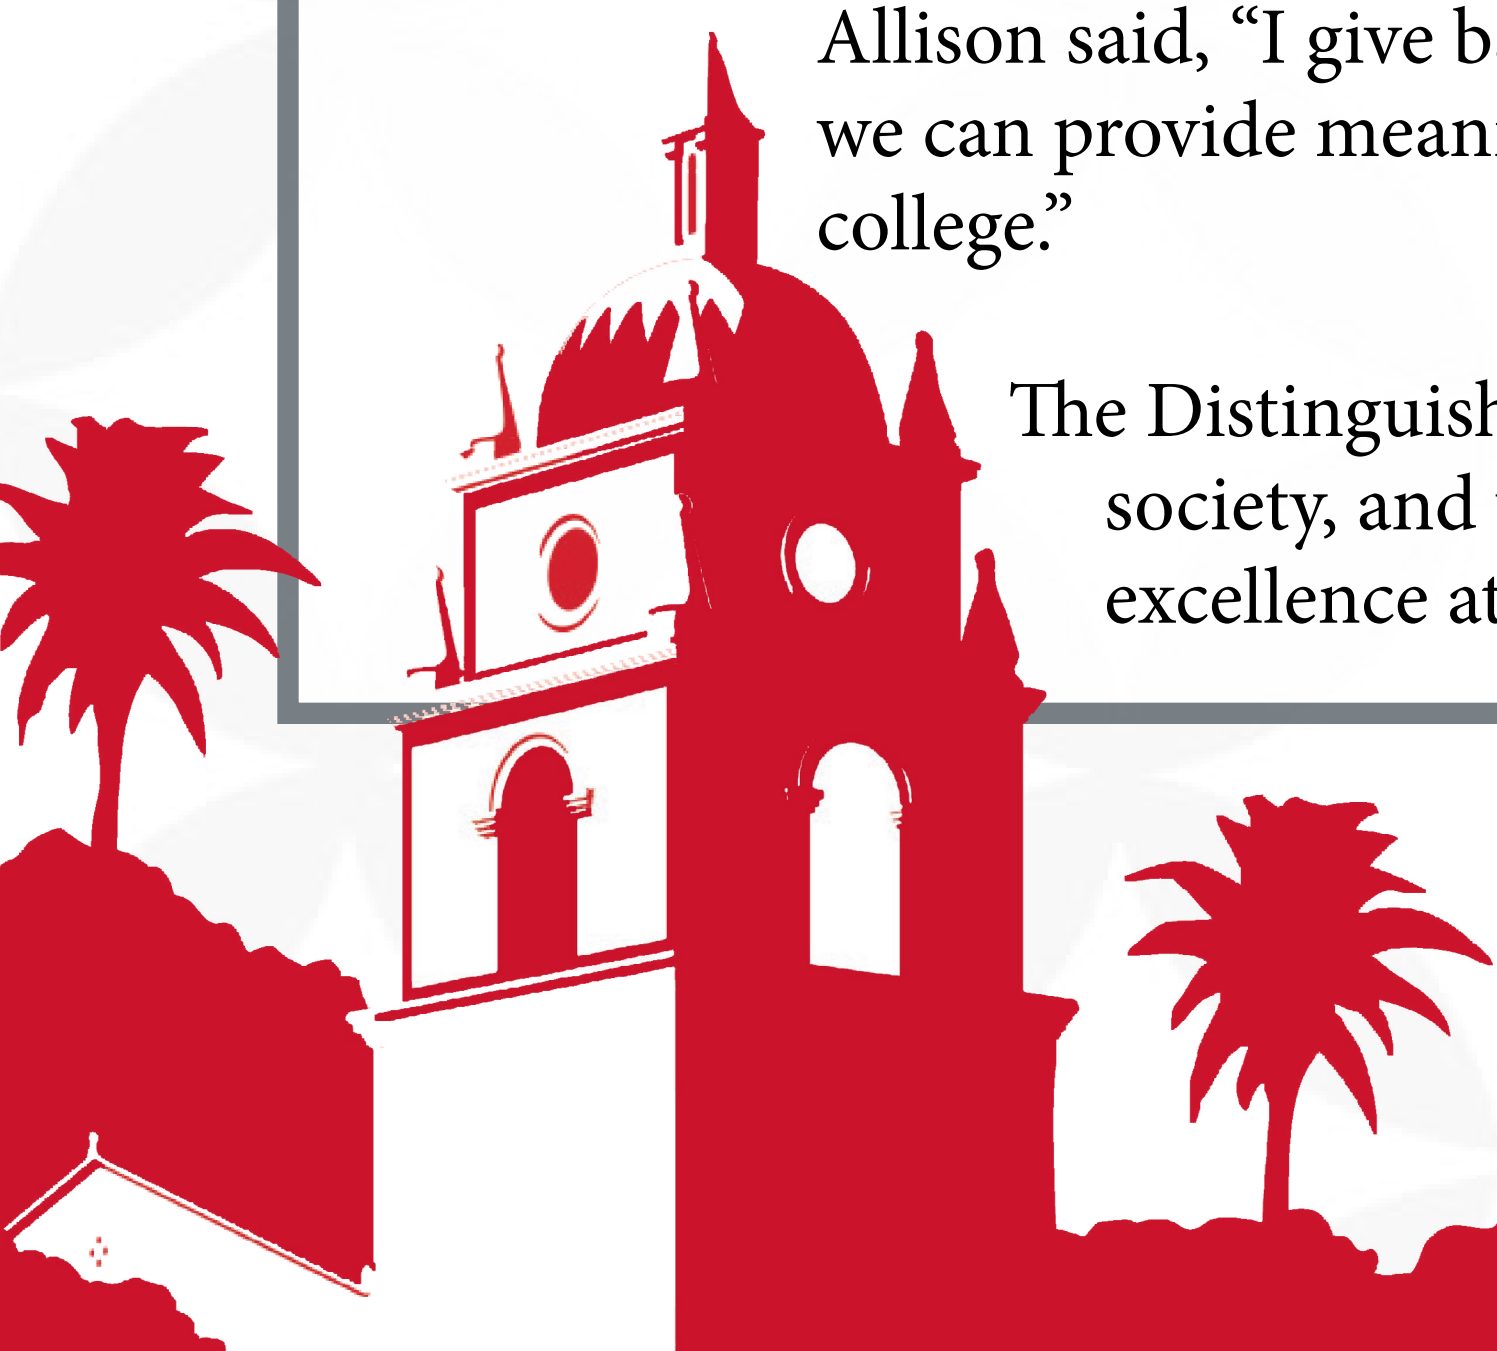 Allison said, “I give b
we can provide mean
college.”
The Distinguish
society, and
excellence at